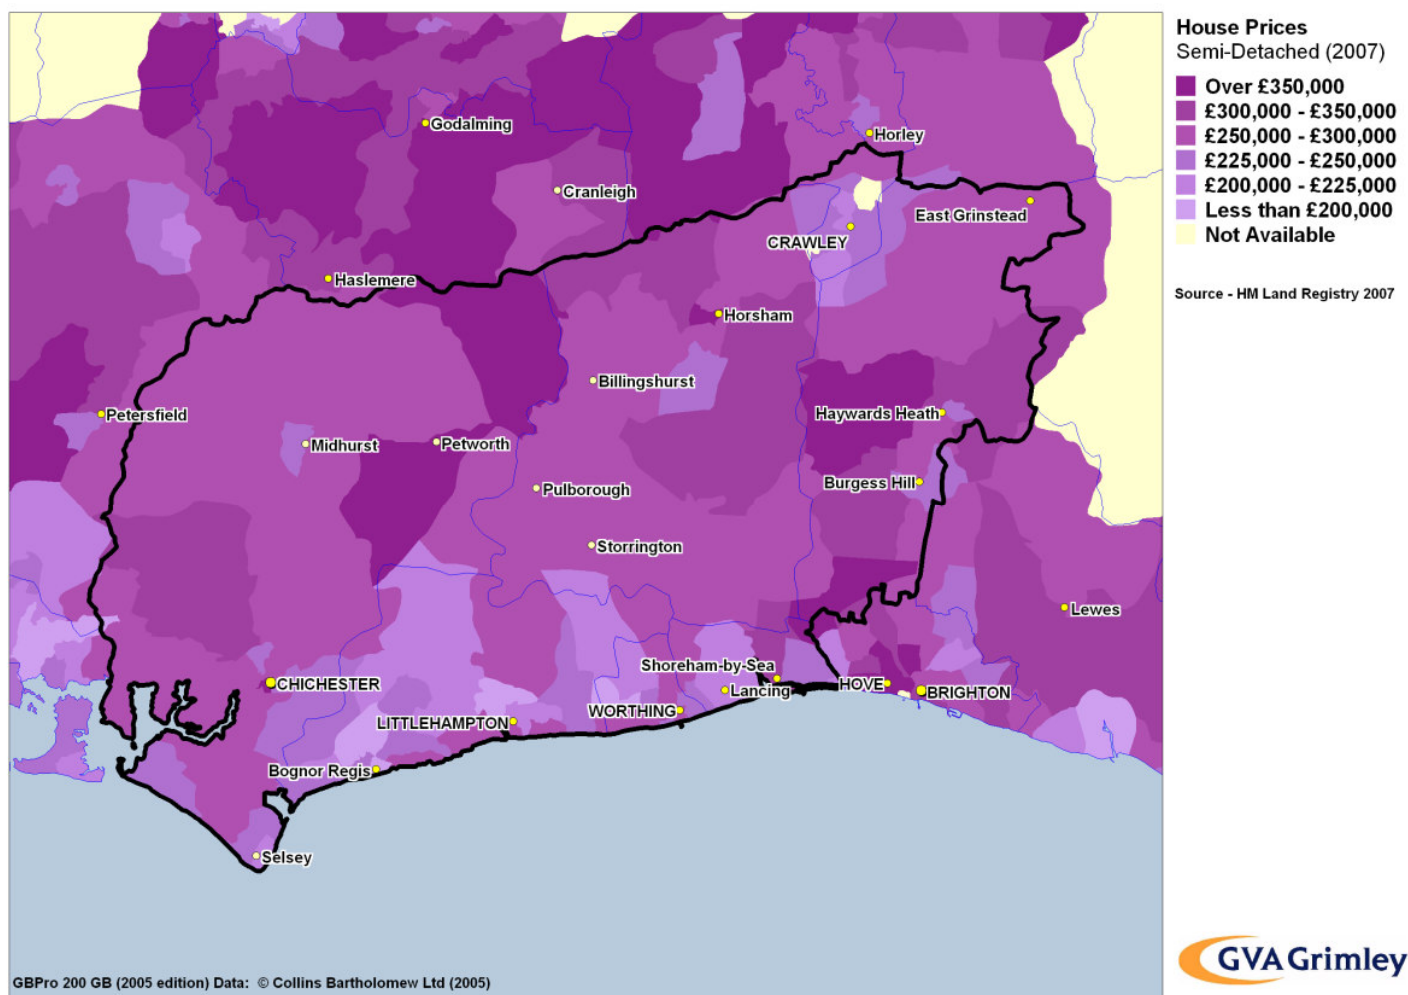 House Prices
Semi-Detached (2007)
Over £350,000
£300,000 - £350,000
£250,000 - £300,000
£225,000 - £250,000
£200,000 - £225,000
Less than £200,000
Not Available
Source - HM Land Registry 2007
Godalming
Horley
Cranleigh
East Grinstead
CRAWLEY
Haslemere
Horsham
Billingshurst
Petersfield
Haywards Heath
Midhurst
Petworth
Burgess Hill
Pulborough
Storrington
Lewes
Shoreham-by-Sea
CHICHESTER
HOVE
Lancing
BRIGHTON
WORTHING
LITTLEHAMPTON
Bognor Regis
Selsey
GVA Grimley
GBPro 200 GB (2005 edition) Data: © Collins Bartholomew Ltd (2005)